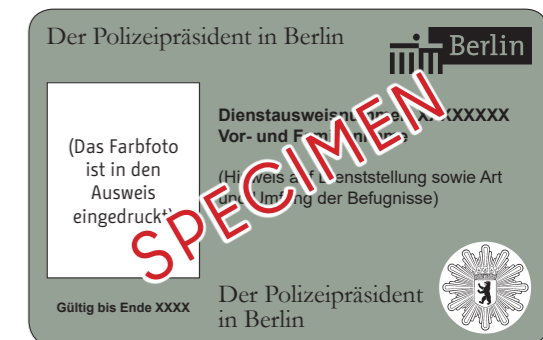 Der Polizeipräsident in Berlin
Berlin
Dienstausweisnummer XXXXXXXX
Vor- und Familienname
(Das Farbfoto
ist in den
Ausweis
eingedruckt)
(Hinweis auf Dienststellung sowie Art
und Umfang der Befugnisse)
SPECIMEN
Gültig bis Ende XXXX
Der Polizeipräsident
in Berlin